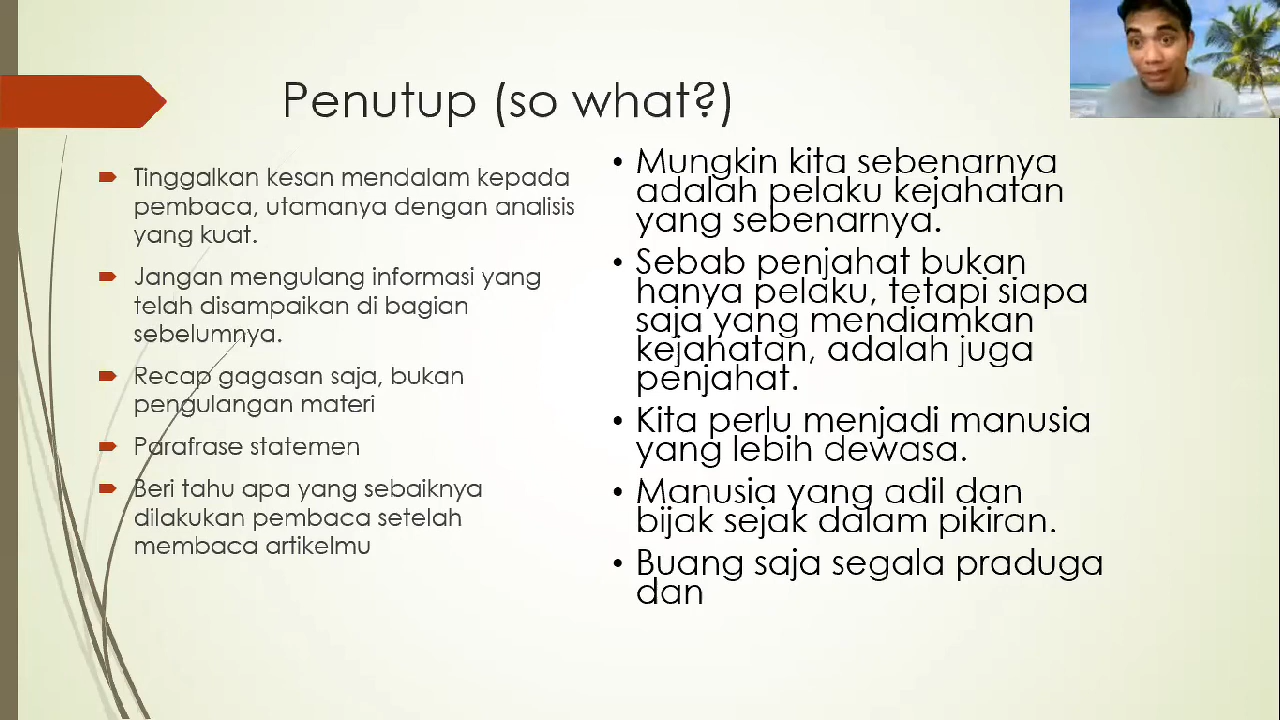 Penutup (so what?)
Tinggalkan kesan mendalam kepada
pembaca, utamanya dengan analisis
yang kuat.
Jangan mengulang informasi yang
telah disampaikan di bagian
sebelumnya.
Recap gagasan saja, bukan
pengulangan materi
Parafrase statemen
Beri tahu apa yang sebaiknya
dilakukan pembaca setelah
membaca artikelmu
• Mungkin kita sebenarnya
adalah pelaku kejahatan
yang sebenarnya.
• Sebab penjahat bukan
hanya pelaku, tetapi siapa
saja yang mendiamkan
kejahatan, adalah juga
penjahat.
• Kita perlu menjadi manusia
yang lebih dewasa.
• Manusia yang adil dan
bijak sejak dalam pikiran.
• Buang saja segala praduga
dan